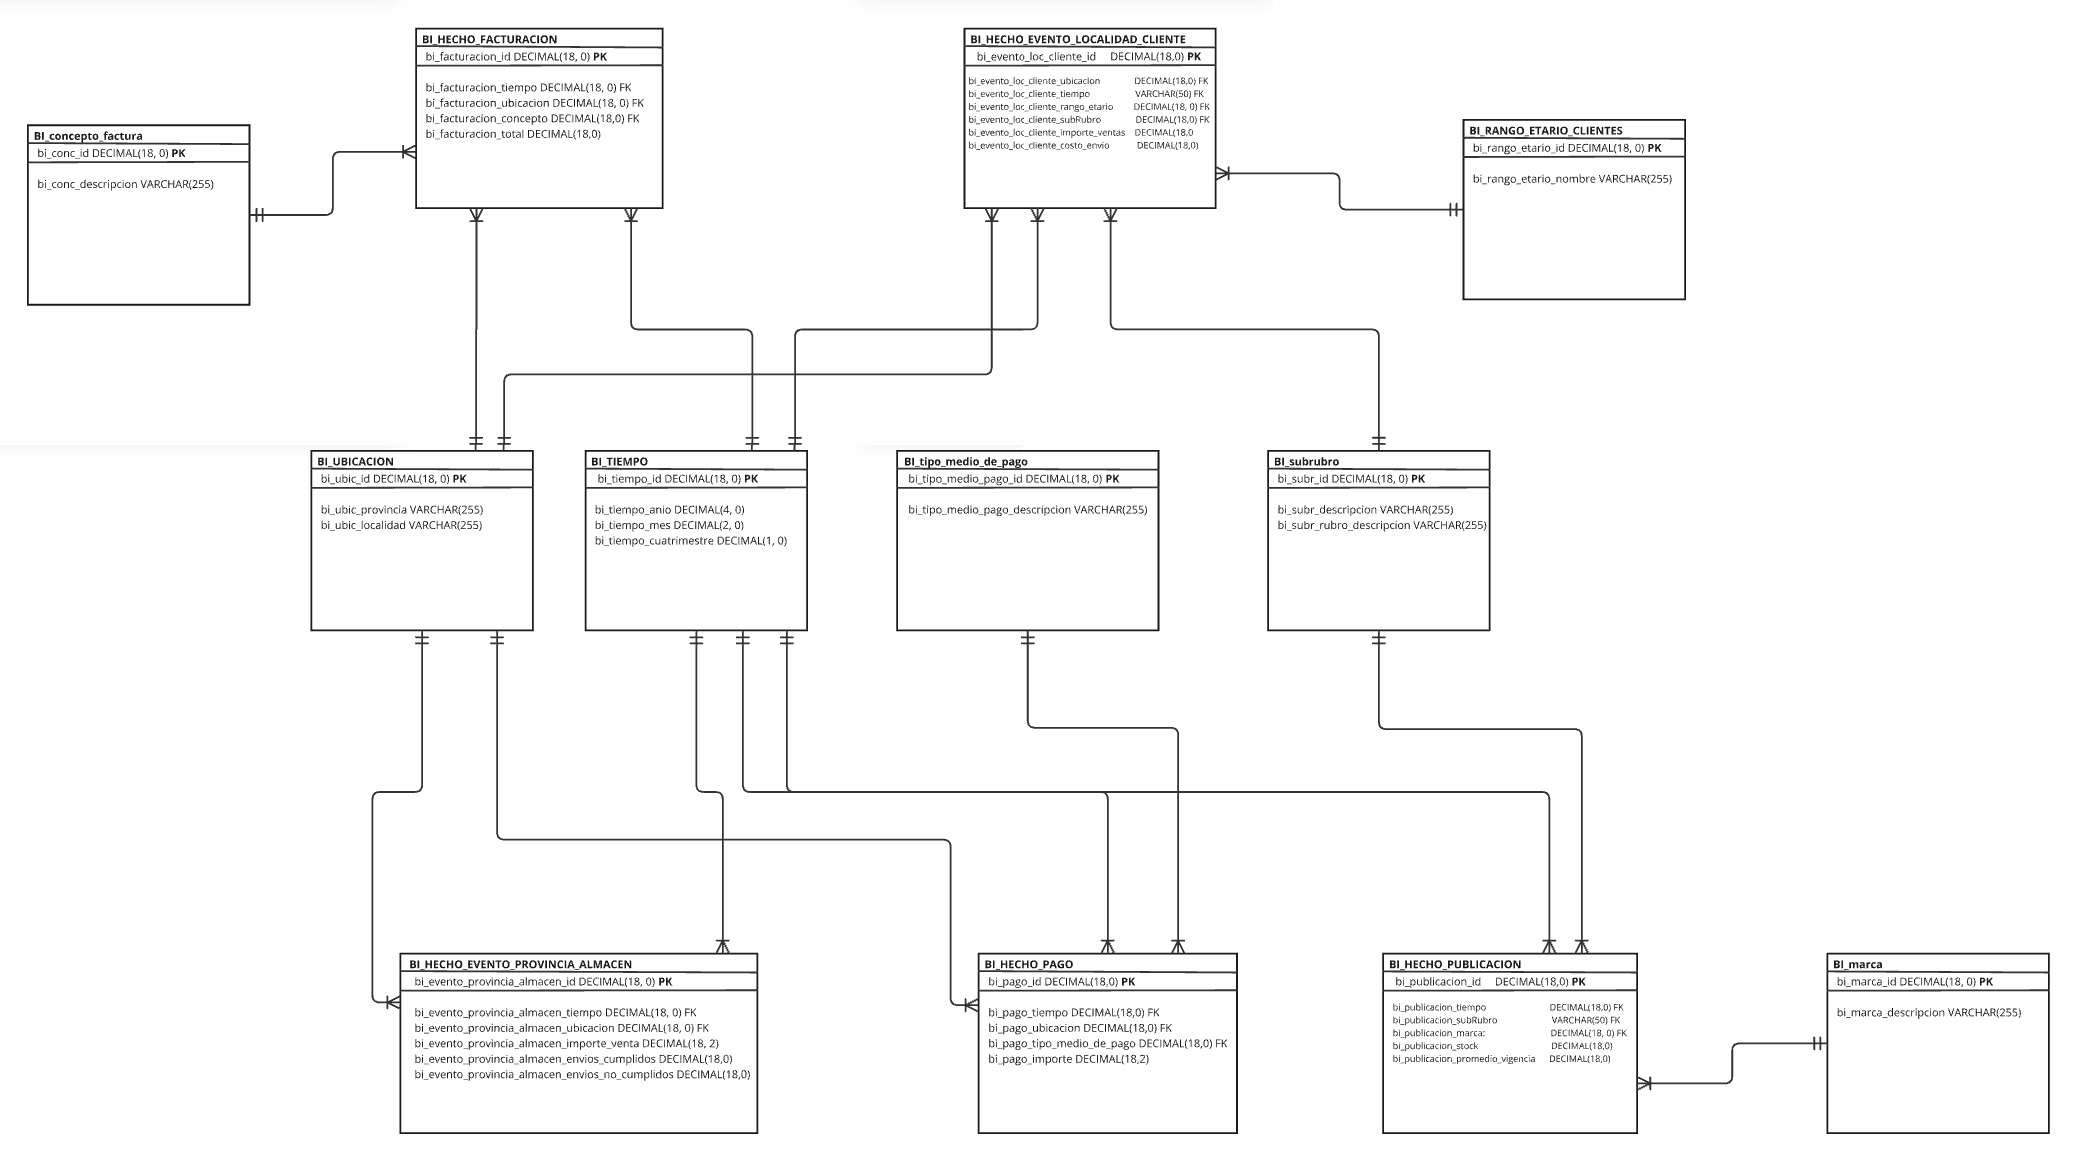 BI_HECHO_FACTURACION
bi_facturacion_id DECIMAL(18, 0) PK
bi_facturacion_tiempo DECIMAL(18, 0) FK
bi_facturacion_ubicacion DECIMAL(18, 0) FK
bi_facturacion_concepto DECIMAL(18,0) FK
bi_facturacion_total DECIMAL(18,0)
BI_HECHO_EVENTO_LOCALIDAD_CLIENTE
bi_evento_loc_cliente_id DECIMAL(18,0) PK
bi_evento_loc_cliente_ubicacion DECIMAL(18,0) FK
bi_evento_loc_cliente_tiempo VARCHAR(50) FK
bi_evento_loc_cliente_rango_etario DECIMAL(18, 0) FK
bi_evento_loc_cliente_subRubro DECIMAL(18,0) FK
bi_evento_loc_cliente_importe_ventas DECIMAL(18,0
bi_evento_loc_cliente_costo_envio DECIMAL(18,0)
BI_concepto_factura
bi_conc_id DECIMAL(18, 0) PK
bi_conc_descripcion VARCHAR(255)
BI_RANGO_ETARIO_CLIENTES
bi_rango_etario_id DECIMAL(18, 0) PK
bi_rango_etario_nombre VARCHAR(255)
BI_UBICACION
bi_ubic_id DECIMAL(18, 0) PK
bi_ubic_provincia VARCHAR(255)
bi_ubic_localidad VARCHAR(255)
BI_TIEMPO
bi_tiempo_id DECIMAL(18, 0) PK
bi_tiempo_anio DECIMAL(4, 0)
bi_tiempo_mes DECIMAL(2, 0)
bi_tiempo_cuatrimestre DECIMAL(1, 0)
BI_tipo_medio_de_pago
bi_tipo_medio_pago_id DECIMAL(18, 0) PK
bi_tipo_medio_pago_descripcion VARCHAR(255)
BI_subrubro
bi_subr_id DECIMAL(18, 0) PK
bi_subr_descripcion VARCHAR(255)
bi_subr_rubro_descripcion VARCHAR(255)
BI_HECHO_EVENTO_PROVINCIA_ALMACEN
bi_evento_provincia_almacen_id DECIMAL(18, 0) PK
bi_evento_provincia_almacen_tiempo DECIMAL(18, 0) FK
bi_evento_provincia_almacen_ubicacion DECIMAL(18, 0) FK
bi_evento_provincia_almacen_importe_venta DECIMAL(18, 2)
bi_evento_provincia_almacen_envios_cumplidos DECIMAL(18,0)
bi_evento_provincia_almacen_envios_no_cumplidos DECIMAL(18,0)
BI_HECHO_PAGO
bi_pago_id DECIMAL(18,0) PK
bi_pago_tiempo DECIMAL(18,0) FK
bi_pago_ubicacion DECIMAL(18,0) FK
bi_pago_tipo_medio_de_pago DECIMAL(18,0) FK
bi_pago_importe DECIMAL(18,2)
BI_HECHO_PUBLICACION
bi_publicacion_id DECIMAL(18,0) PK
bi_publicacion_tiempo DECIMAL(18,0) FK
bi_publicacion_subRubro VARCHAR(50) FK
bi_publicacion_marca: DECIMAL(18, 0) FK
bi_publicacion_stock DECIMAL(18,0)
bi_publicacion_promedio_vigencia DECIMAL(18,0)
BI_marca
bi_marca_id DECIMAL(18, 0) PK
bi_marca_descripcion VARCHAR(255)